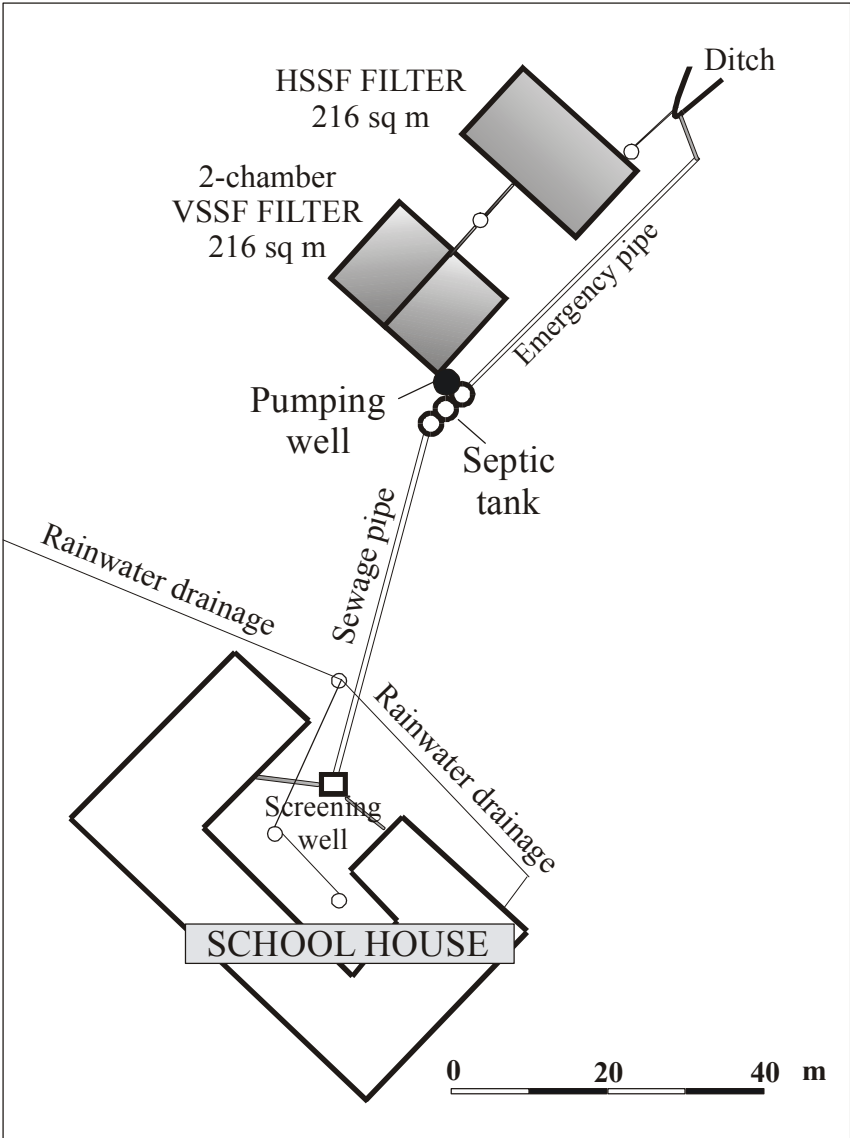 Ditch
HSSF FILTER
216 sq m
2-chamber
VSSF FILTER
216 sq m
Emergency pipe
Pumping
well
Septic
tank
Sewage pipe
Rainwater drainage
Rainwater drainage
Screening
well
SCHOOL HOUSE
0 20 40 m